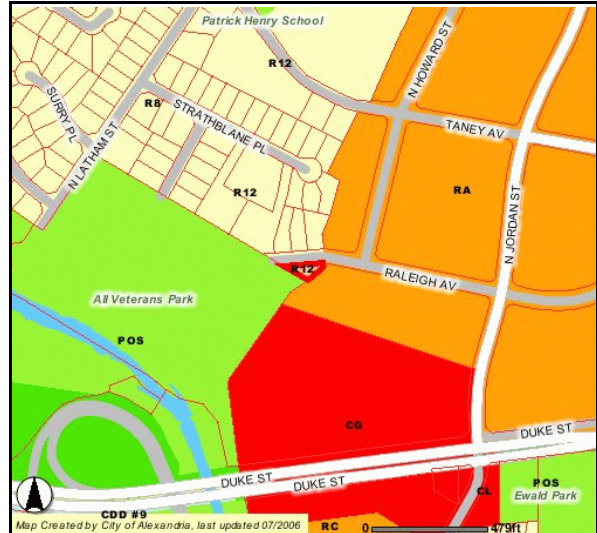 Patrick Henry School
R12
N HOWARD ST
SURRY PL
R8
STRATHBLANE PL
TANEY AV
N LATHAM ST
R12
RA
N JORDAN ST
R12
RALEIGH AV
All Veterans Park
POS
CG
DUKE ST
DUKE ST
DUKE ST
POS
CL
Ewald Park
CDD #9
Map Created by City of Alexandria, last updated 07/2006
RC
0 479ft